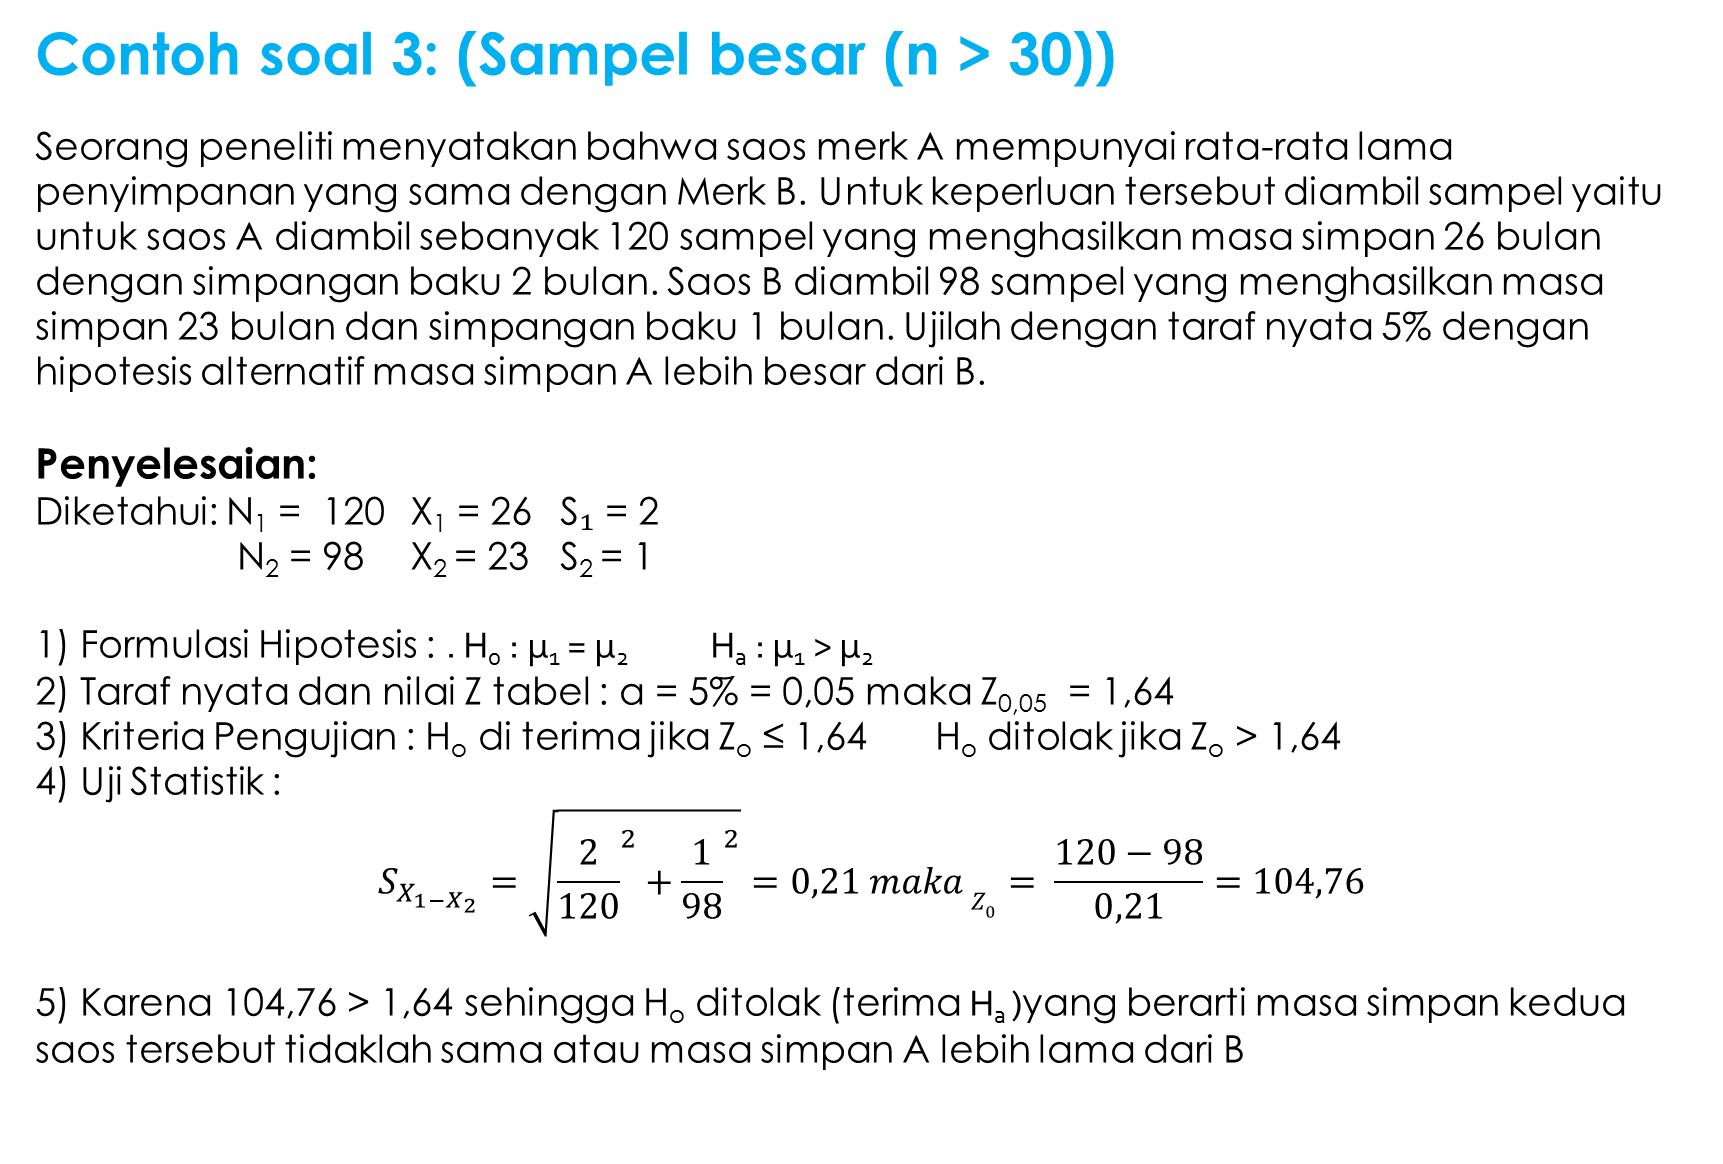 Contoh soal 3: (Sampel besar (n > 30))
Seorang peneliti menyatakan bahwa saos merk A mempunyai rata-rata lama
penyimpanan yang sama dengan Merk B. Untuk keperluan tersebut diambil sampel yaitu
untuk saos A diambil sebanyak 120 sampel yang menghasilkan masa simpan 26 bulan
dengan simpangan baku 2 bulan. Saos B diambil 98 sampel yang menghasilkan masa
simpan 23 bulan dan simpangan baku 1 bulan. Ujilah dengan taraf nyata 5% dengan
hipotesis alternatif masa simpan A lebih besar dari B.
Penyelesaian:
Diketahui: N₁ = 120 X₁ = 26 S₁ = 2
N₂ = 98 X₂ = 23 S₂ = 1
1) Formulasi Hipotesis : . Hₒ : μ₁ = μ₂ Hₐ : μ₁ > μ₂
2) Taraf nyata dan nilai Z tabel : a = 5% = 0,05 maka Z₀,₀₅ = 1,64
3) Kriteria Pengujian : Hₒ di terima jika Zₒ ≤ 1,64 Hₒ ditolak jika Zₒ > 1,64
4) Uji Statistik :
S_{X₁−X₂} = √(2/120 ² + 1/98 ²) = 0,21 maka Z₀ = (120 − 98)/0,21 = 104,76
5) Karena 104,76 > 1,64 sehingga Hₒ ditolak (terima Hₐ )yang berarti masa simpan kedua
saos tersebut tidaklah sama atau masa simpan A lebih lama dari B